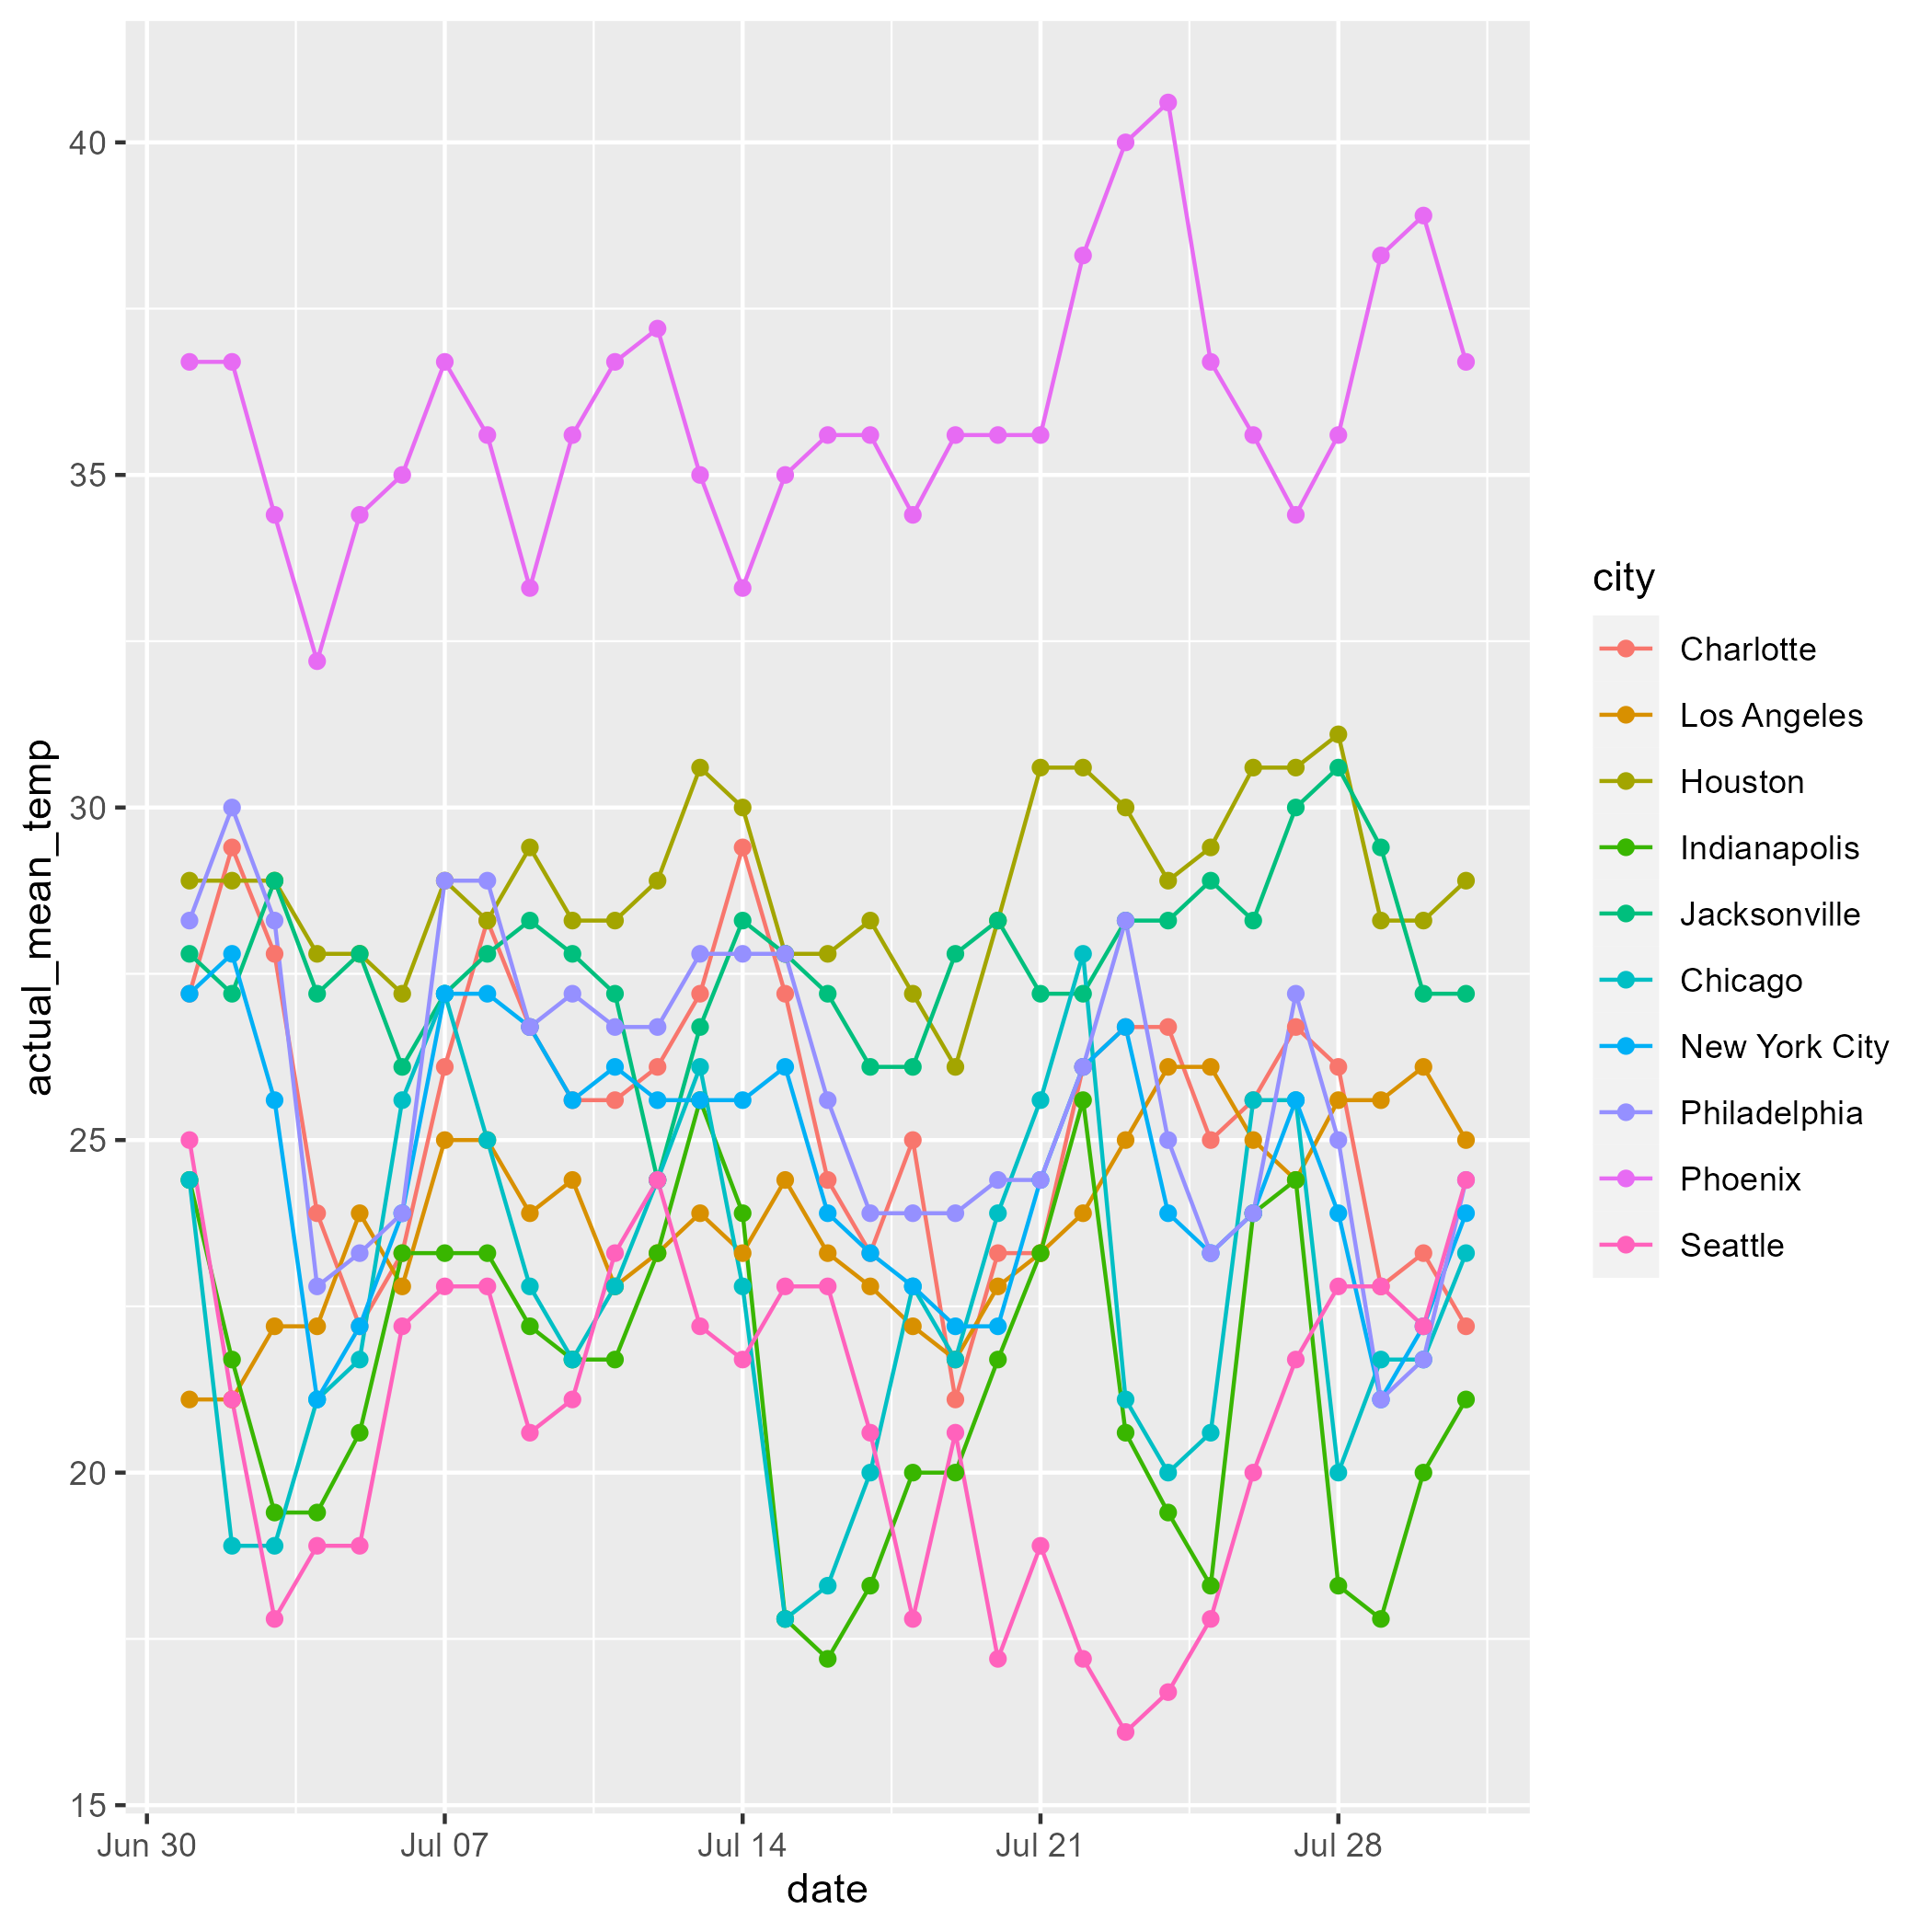 actual_mean_temp
40
35
30
25
20
15
Jun 30
Jul 07
Jul 14
Jul 21
Jul 28
date
city
Charlotte
Los Angeles
Houston
Indianapolis
Jacksonville
Chicago
New York City
Philadelphia
Phoenix
Seattle